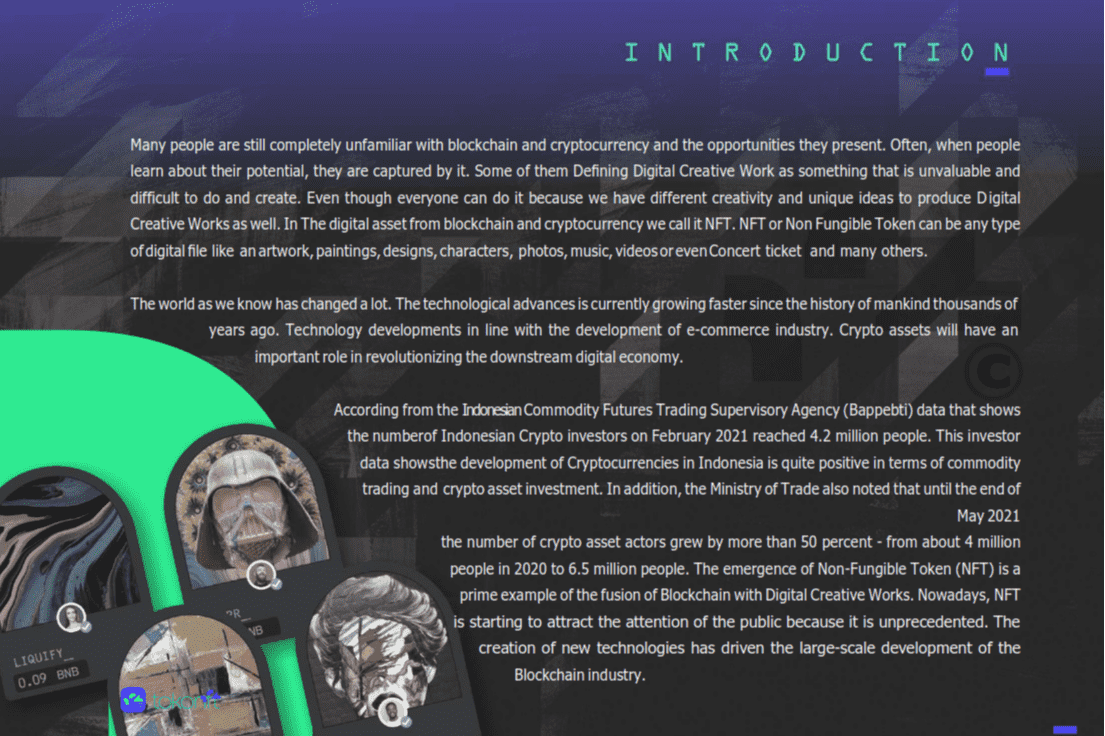 INTRODUCTION
Many people are still completely unfamiliar with blockchain and cryptocurrency and the opportunities they present. Often, when people
learn about their potential, they are captured by it. Some of them Defining Digital Creative Work as something that is unvaluable and
difficult to do and create. Even though everyone can do it because we have different creativity and unique ideas to produce Digital
Creative Works as well. In The digital asset from blockchain and cryptocurrency we call it NFT. NFT or Non Fungible Token can be any type
of digital file like an artwork, paintings, designs, characters, photos, music, videos or even Concert ticket and many others.
The world as we know has changed a lot. The technological advances is currently growing faster since the history of mankind thousands of
years ago. Technology developments in line with the development of e-commerce industry. Crypto assets will have an
important role in revolutionizing the downstream digital economy.
According from the Indonesian Commodity Futures Trading Supervisory Agency (Bappebti) data that shows
the numberof Indonesian Crypto investors on February 2021 reached 4.2 million people. This investor
data showsthe development of Cryptocurrencies in Indonesia is quite positive in terms of commodity
trading and crypto asset investment. In addition, the Ministry of Trade also noted that until the end of
May 2021
the number of crypto asset actors grew by more than 50 percent - from about 4 million
people in 2020 to 6.5 million people. The emergence of Non-Fungible Token (NFT) is a
prime example of the fusion of Blockchain with Digital Creative Works. Nowadays, NFT
is starting to attract the attention of the public because it is unprecedented. The
creation of new technologies has driven the large-scale development of the
Blockchain industry.
©
LIQUIFY_
0.09 BNB